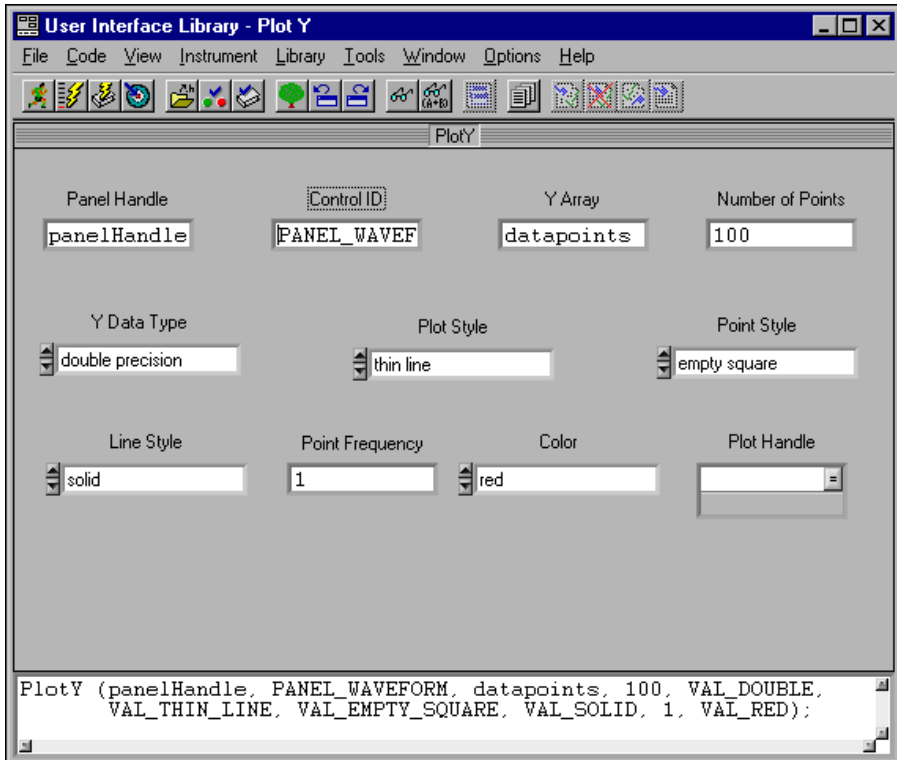 User Interface Library - Plot Y
File Code View Instrument Library Tools Window Options Help
(A+B)
PlotY
Panel Handle Control ID Y Array Number of Points
panelHandle PANEL_WAVEF datapoints 100
Y Data Type Plot Style Point Style
double precision thin line empty square
Line Style Point Frequency Color Plot Handle
solid 1 red =
PlotY (panelHandle, PANEL_WAVEFORM, datapoints, 100, VAL_DOUBLE,
VAL_THIN_LINE, VAL_EMPTY_SQUARE, VAL_SOLID, 1, VAL_RED);